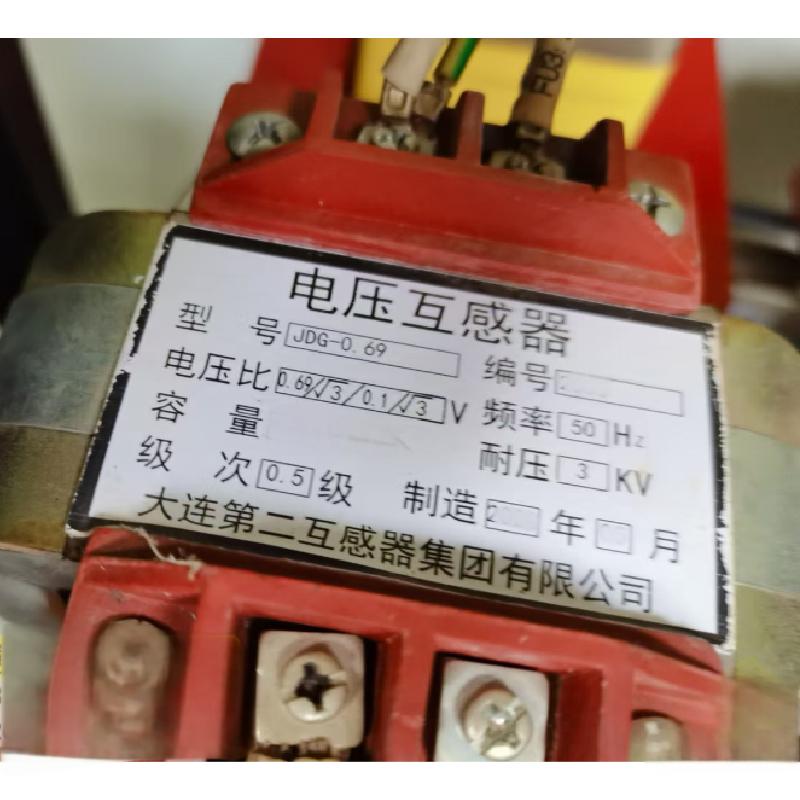 FU3
电压互感器
型 号 JDG-0.69 编号
电压比 0.69/√3/0.1/√3 V 频率 50 Hz
容 量 耐压 3 KV
级 次 0.5 级 制造 年 月
大连第二互感器集团有限公司